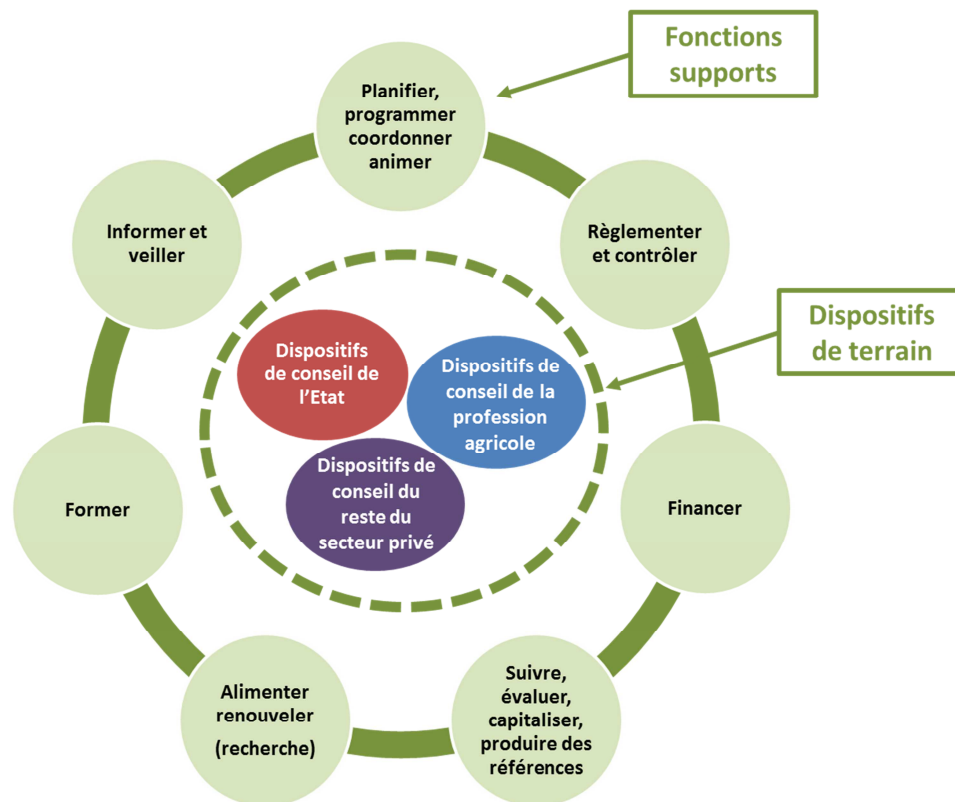 Fonctions
supports
Planifier,
programmer
coordonner
animer
Informer et
veiller
Règlementer
et contrôler
Dispositifs
de terrain
Dispositifs
de conseil de
l'Etat
Dispositifs de
conseil de la
profession
agricole
Dispositifs de
conseil du
reste du
secteur privé
Former
Financer
Alimenter
renouveler
(recherche)
Suivre,
évaluer,
capitaliser,
produire des
références